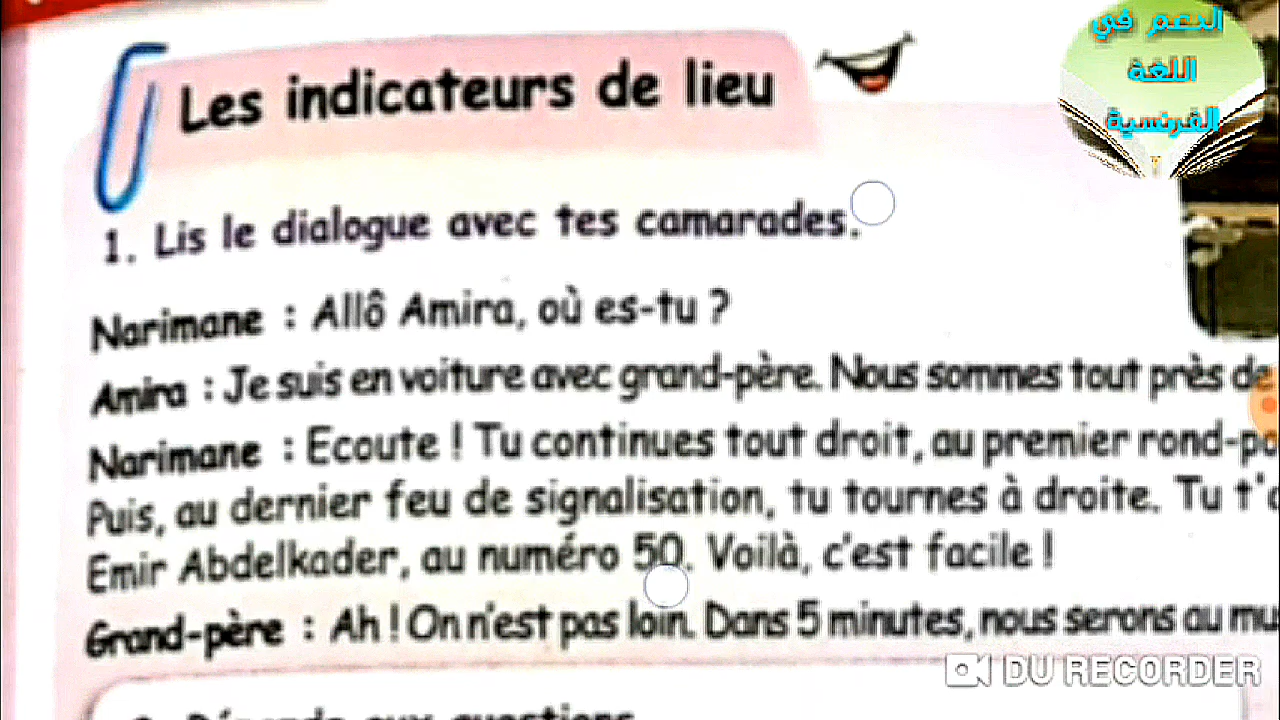 الدعم في
اللغة
الفرنسية
Les indicateurs de lieu
1. Lis le dialogue avec tes camarades.
Narimane : Allô Amira, où es-tu ?
Amira : Je suis en voiture avec grand-père. Nous sommes tout près de
Narimane : Ecoute ! Tu continues tout droit, au premier rond-po
Puis, au dernier feu de signalisation, tu tournes à droite. Tu t'
Emir Abdelkader, au numéro 50. Voilà, c'est facile !
Grand-père : Ah ! On n'est pas loin. Dans 5 minutes, nous serons au mu
aux questions
DU RECORDER